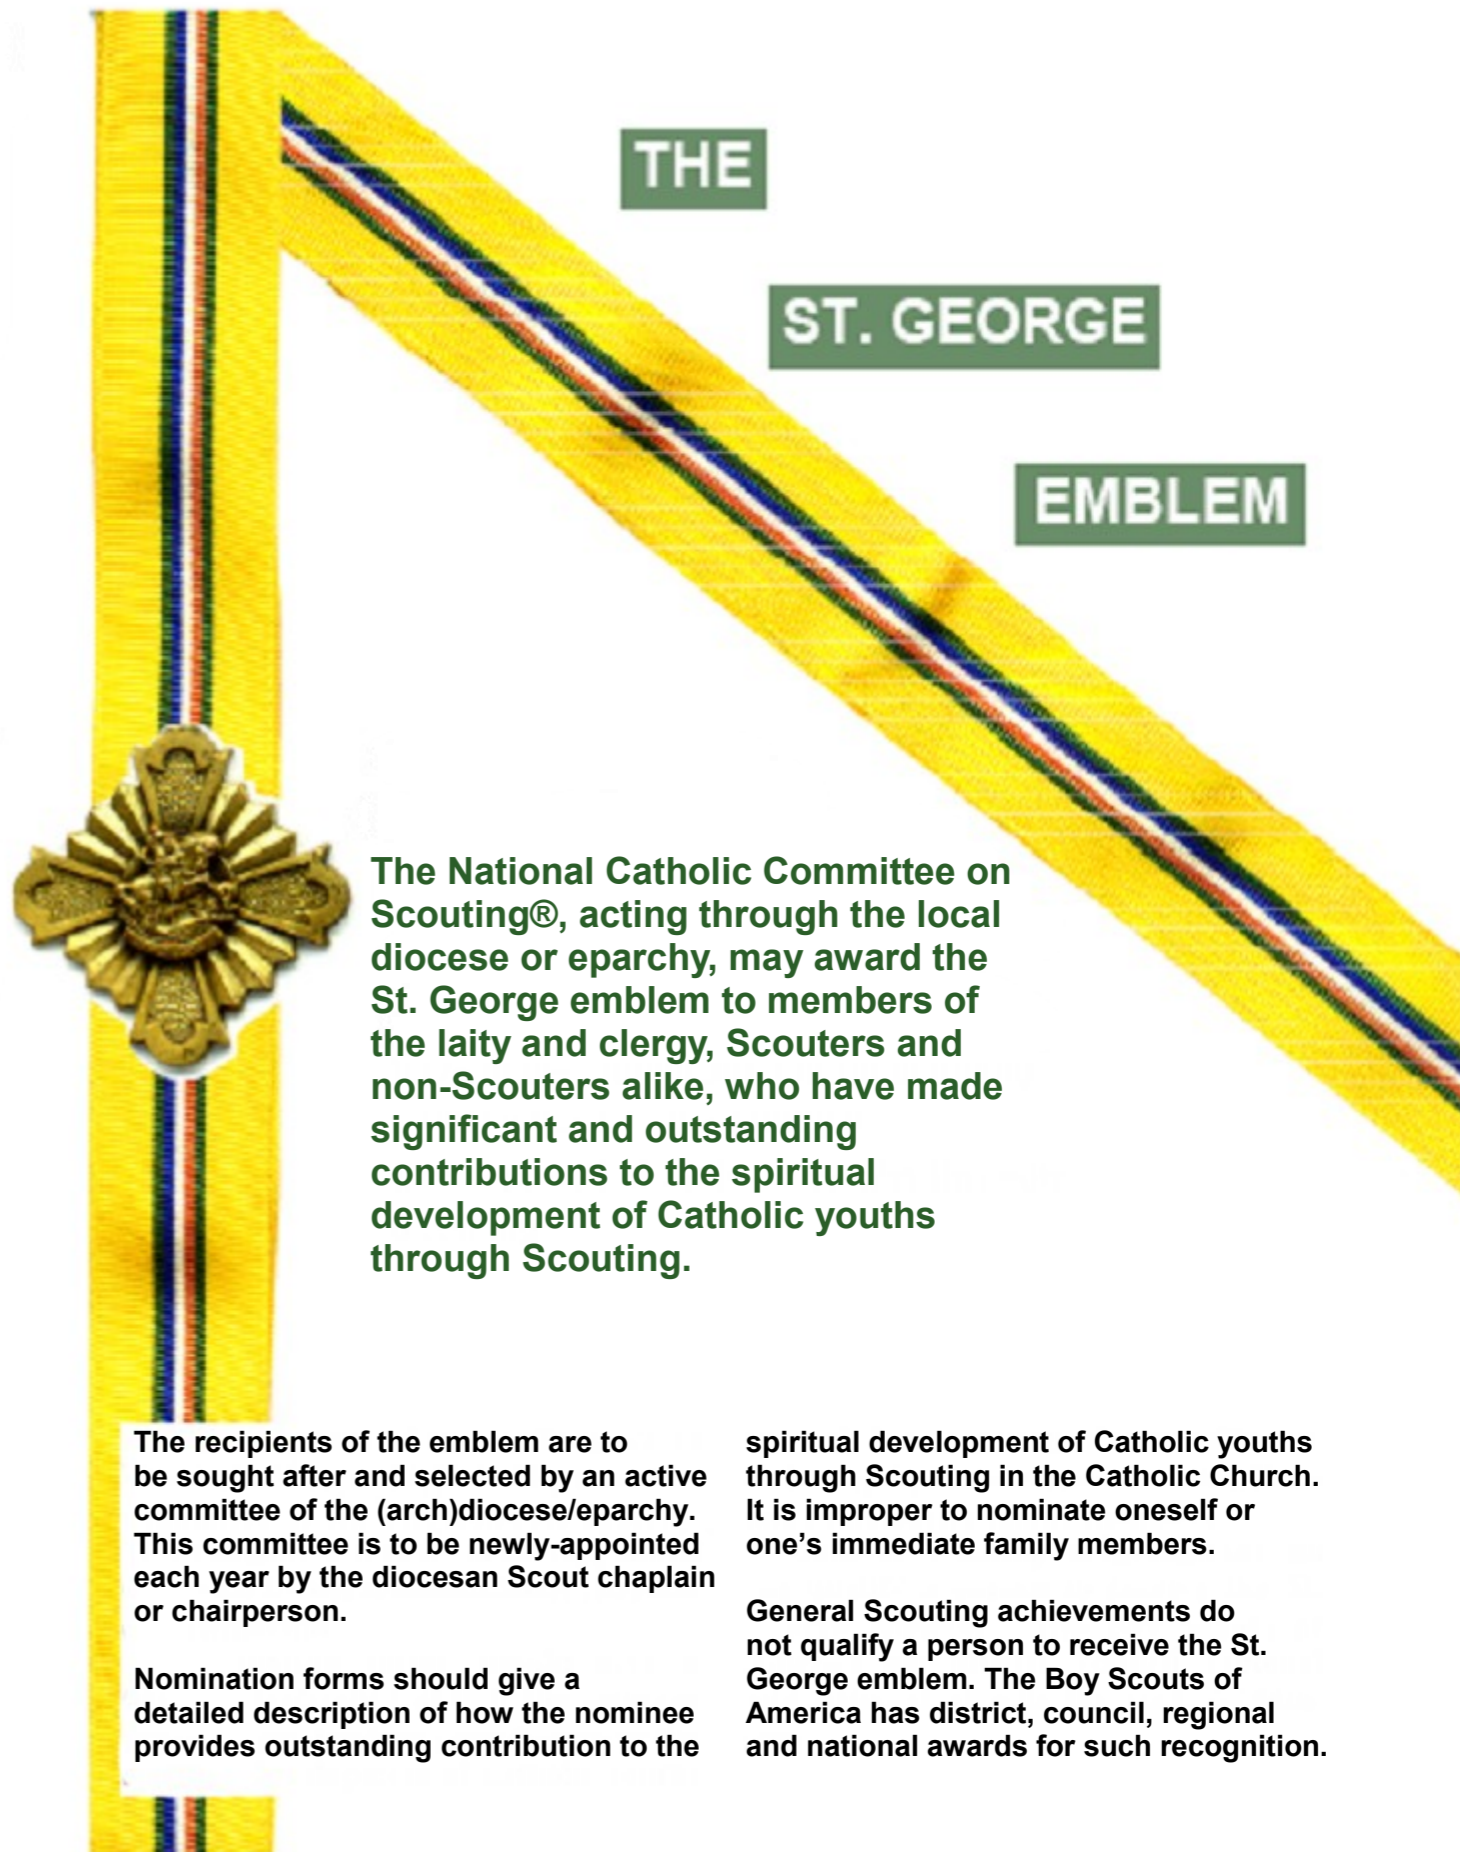 THE
ST. GEORGE
EMBLEM
The National Catholic Committee on
Scouting®, acting through the local
diocese or eparchy, may award the
St. George emblem to members of
the laity and clergy, Scouters and
non-Scouters alike, who have made
significant and outstanding
contributions to the spiritual
development of Catholic youths
through Scouting.
The recipients of the emblem are to
be sought after and selected by an active
committee of the (arch)diocese/eparchy.
This committee is to be newly-appointed
each year by the diocesan Scout chaplain
or chairperson.
Nomination forms should give a
detailed description of how the nominee
provides outstanding contribution to the
spiritual development of Catholic youths
through Scouting in the Catholic Church.
It is improper to nominate oneself or
one's immediate family members.
General Scouting achievements do
not qualify a person to receive the St.
George emblem. The Boy Scouts of
America has district, council, regional
and national awards for such recognition.